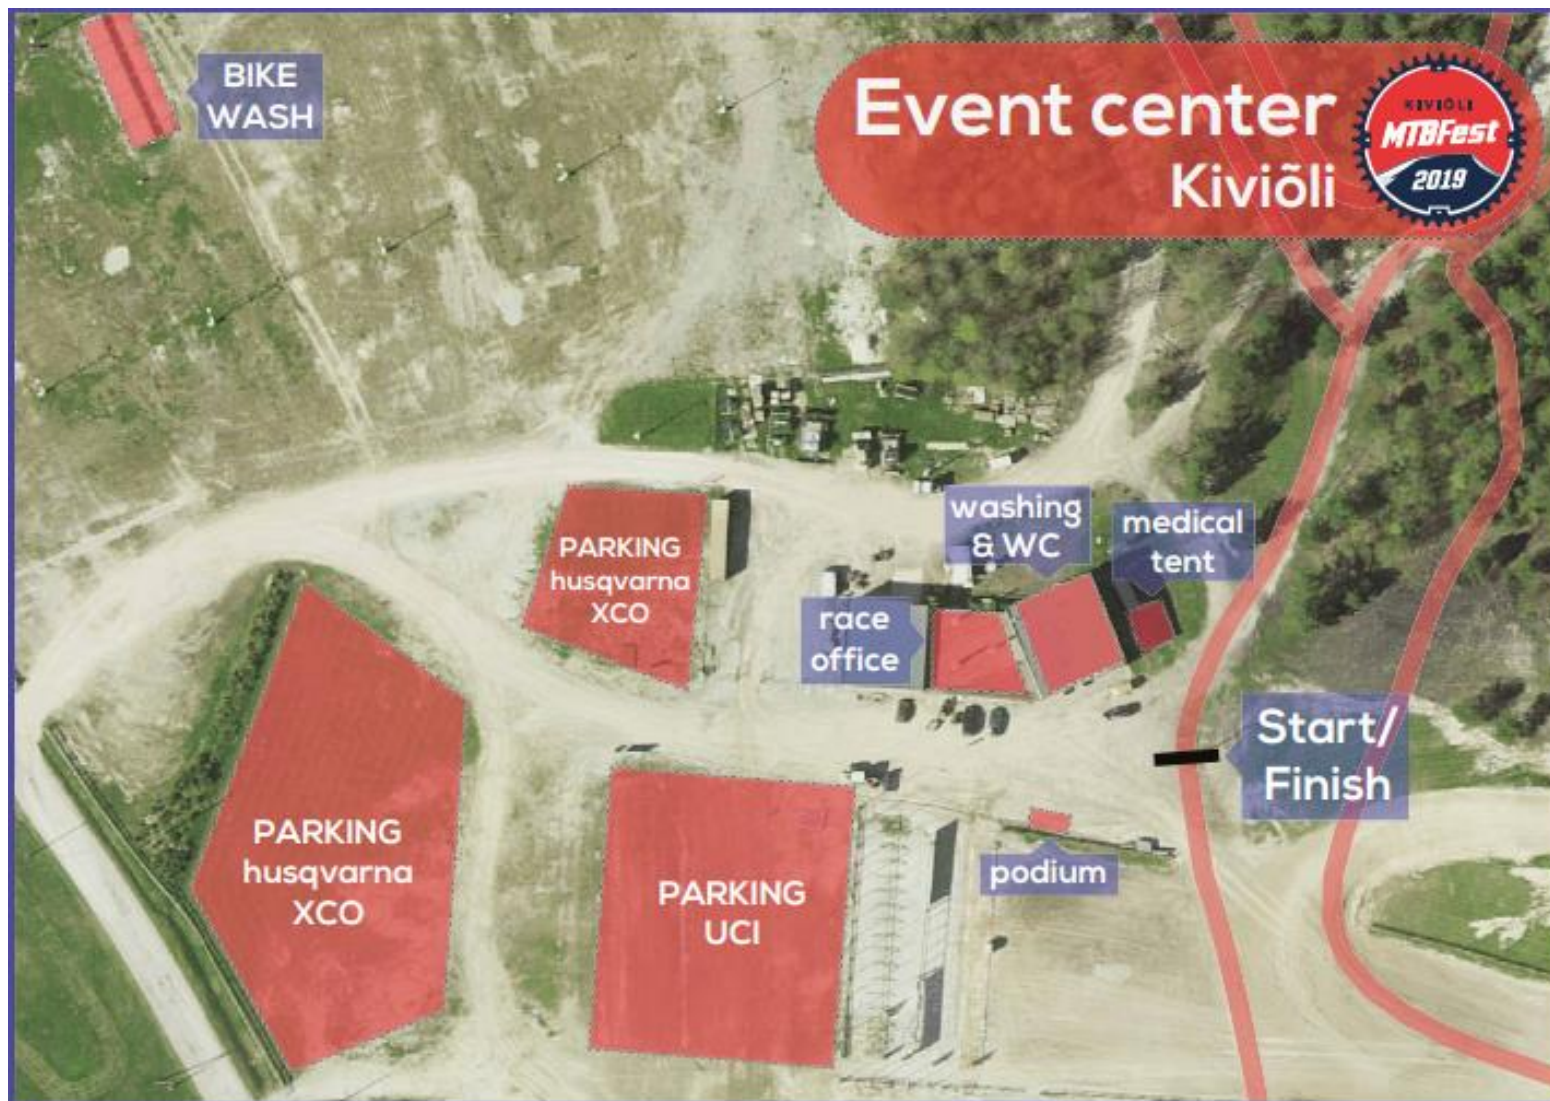 BIKE
WASH
Event center
Kiviõli
KIVIÕLI
MTBFest
2019
washing
& WC
medical
tent
PARKING
husqvarna
XCO
race
office
Start/
Finish
PARKING
husqvarna
XCO
podium
PARKING
UCI